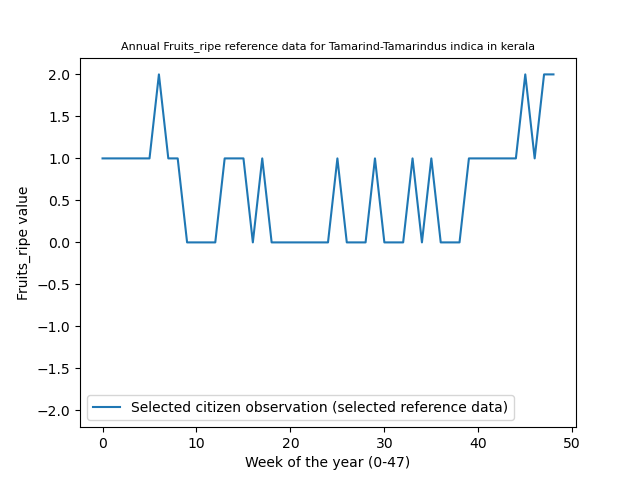 Annual Fruits_ripe reference data for Tamarind-Tamarindus indica in kerala
2.0
1.5
1.0
0.5
0.0
−0.5
−1.0
−1.5
−2.0
Fruits_ripe value
Selected citizen observation (selected reference data)
0 10 20 30 40 50
Week of the year (0-47)